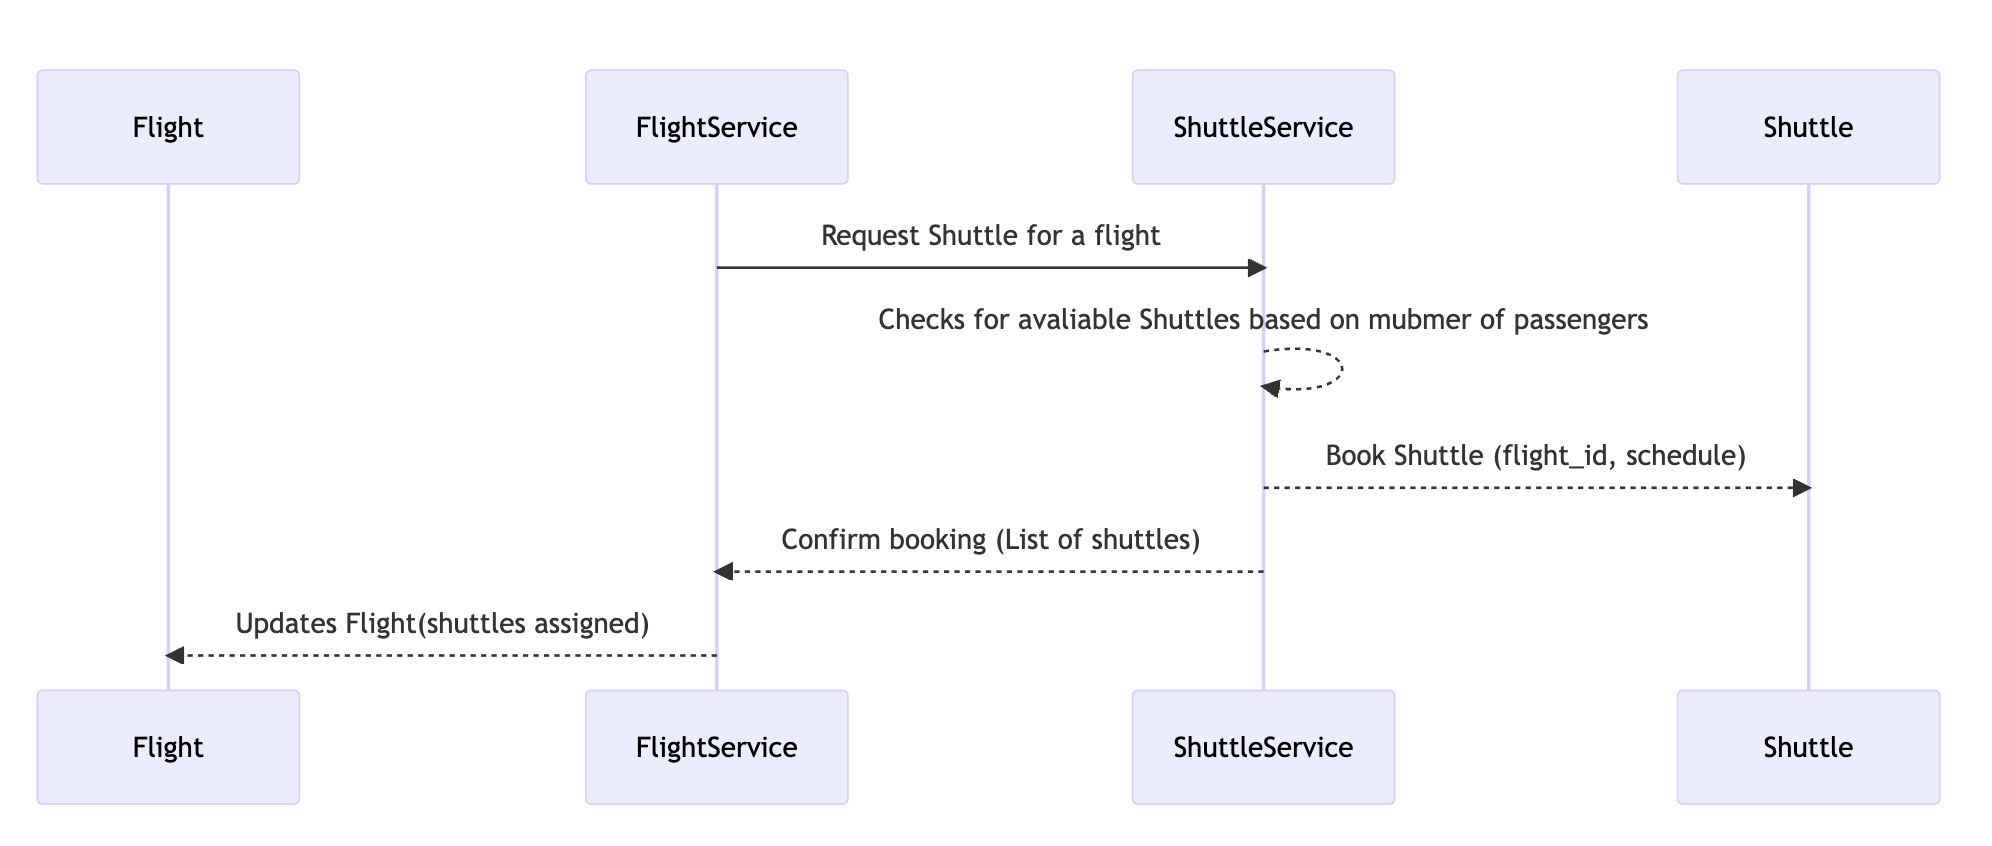 Flight
FlightService
ShuttleService
Shuttle
Request Shuttle for a flight
Checks for avaliable Shuttles based on mubmer of passengers
Book Shuttle (flight_id, schedule)
Confirm booking (List of shuttles)
Updates Flight(shuttles assigned)
Flight
FlightService
ShuttleService
Shuttle